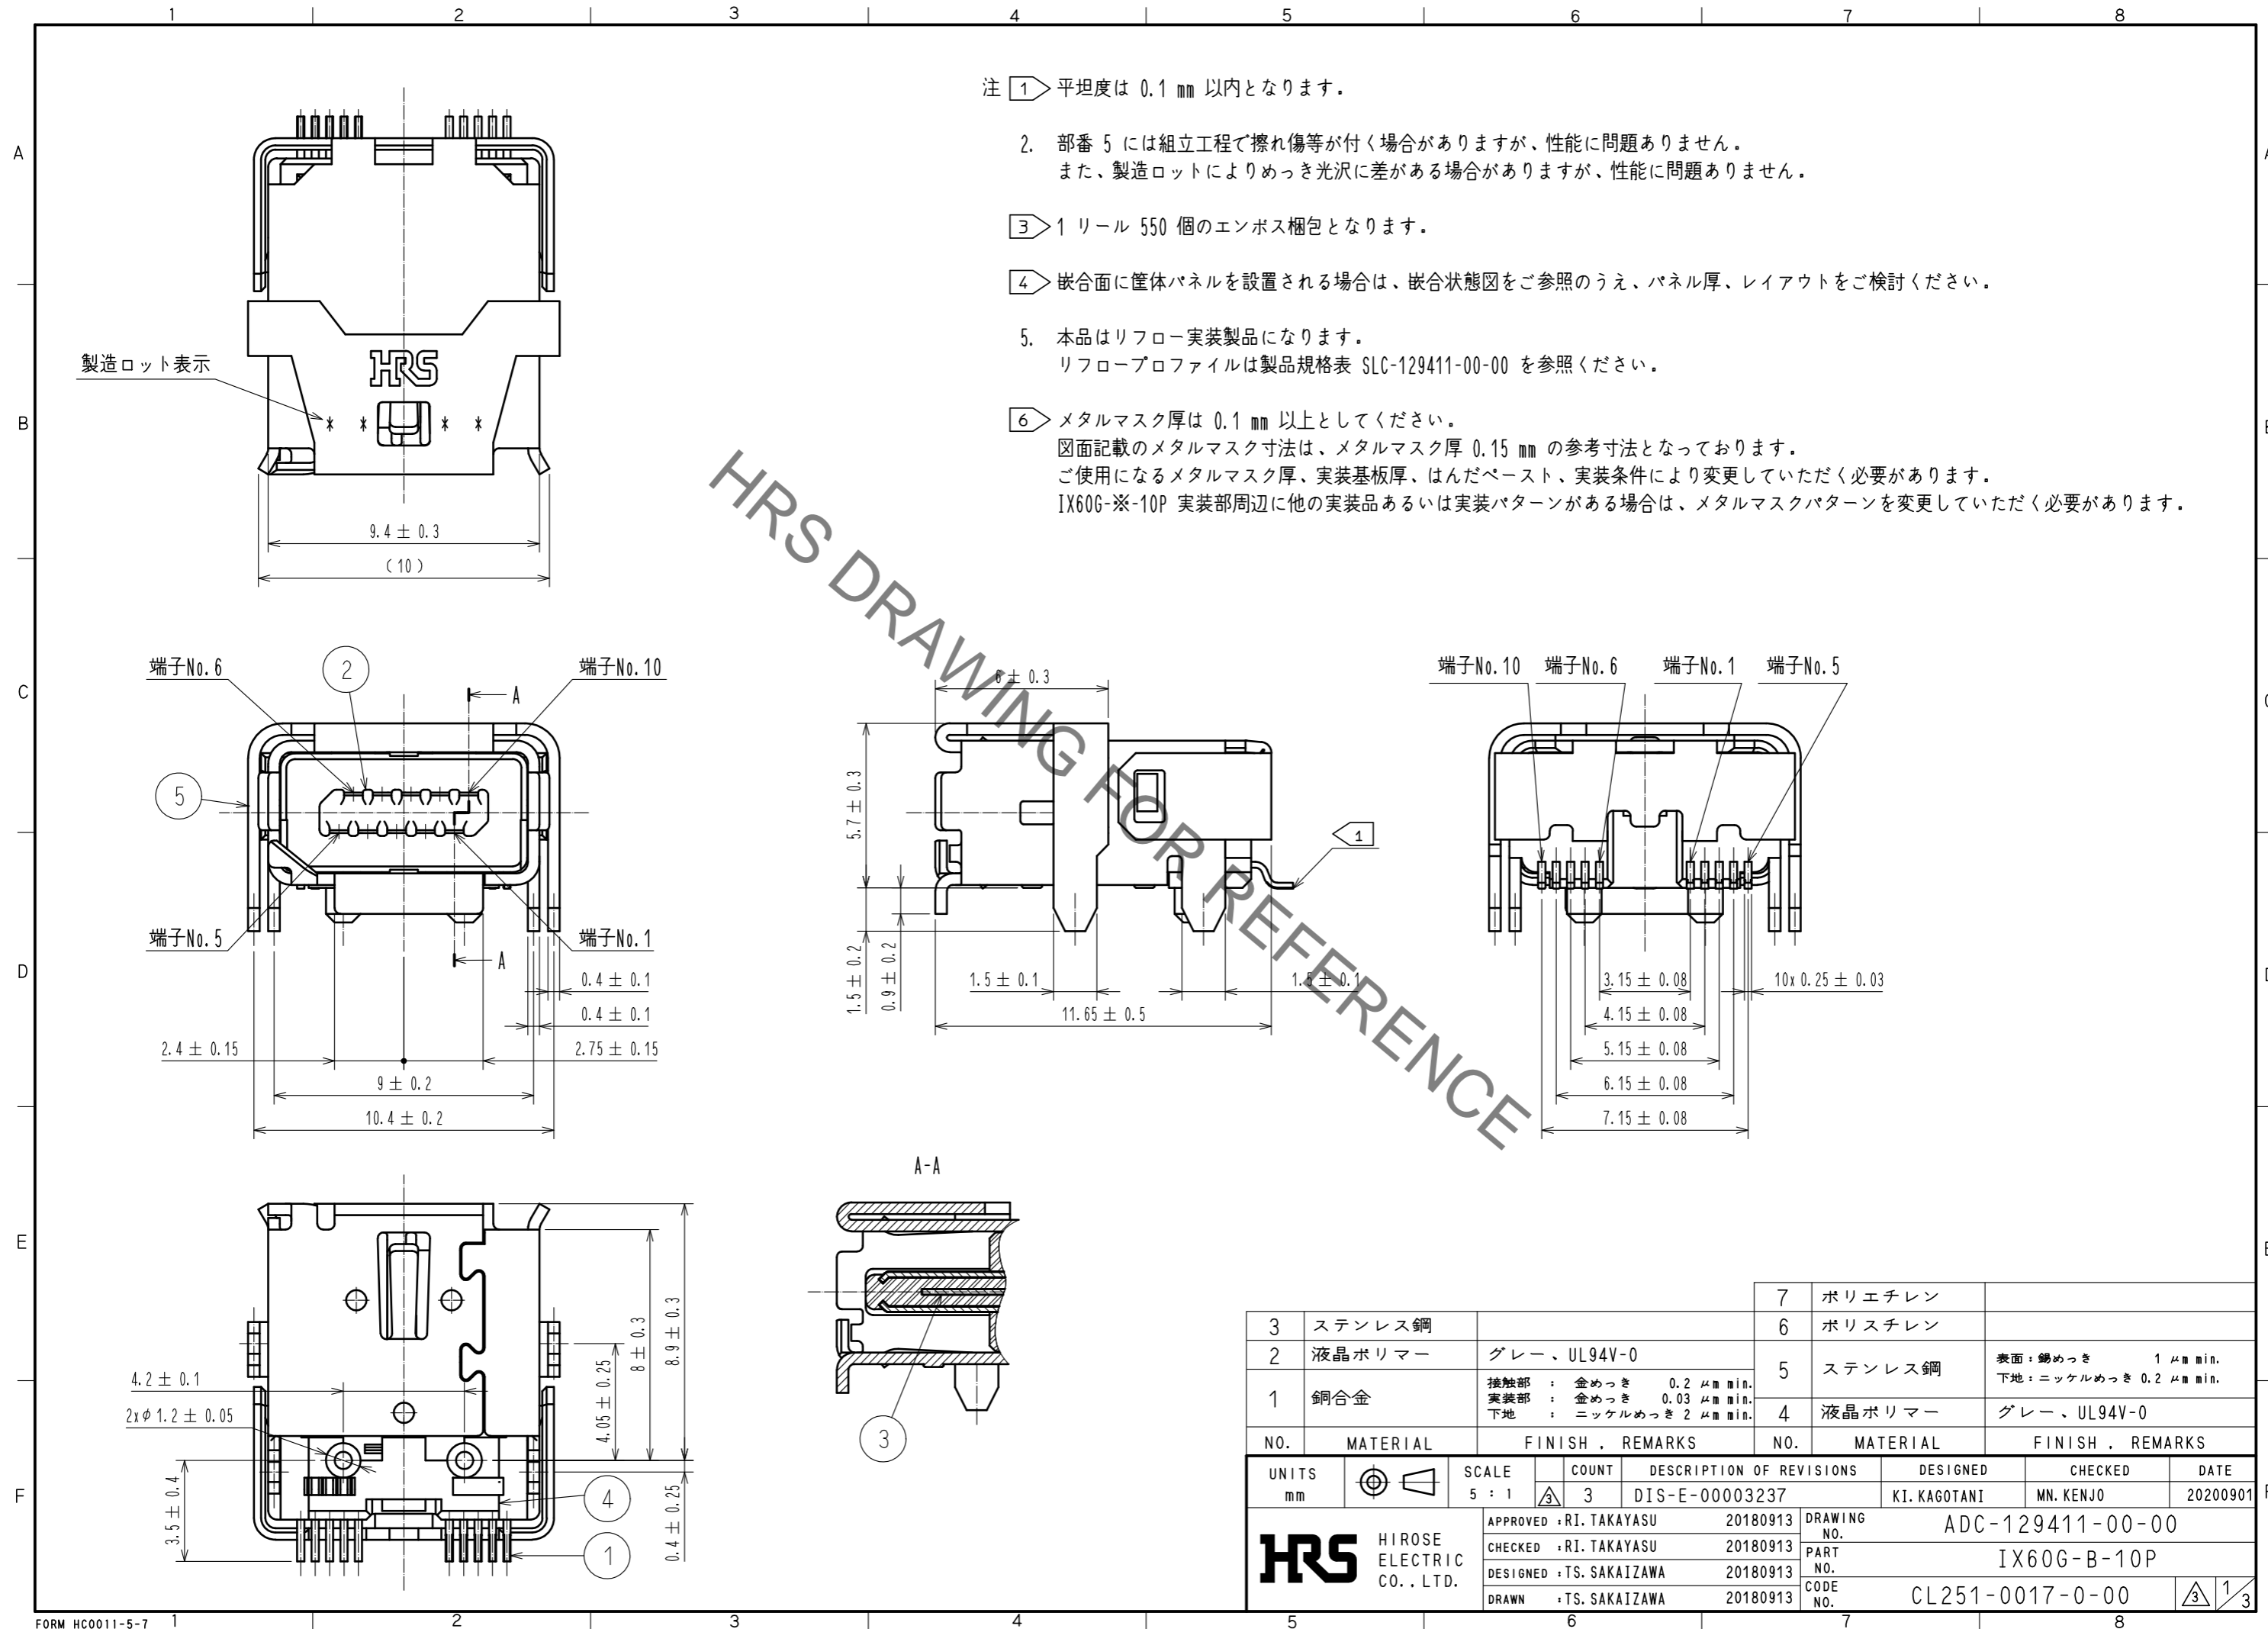 1 2 3 4 5 6 7 8
A
B
C
D
E
F
注 1 平坦度は 0.1 mm 以内となります。
2. 部番 5 には組立工程で擦れ傷等が付く場合がありますが、性能に問題ありません。
また、製造ロットによりめっき光沢に差がある場合がありますが、性能に問題ありません。
3 1 リール 550 個のエンボス梱包となります。
4 嵌合面に筐体パネルを設置される場合は、嵌合状態図をご参照のうえ、パネル厚、レイアウトをご検討ください。
5. 本品はリフロー実装製品になります。
リフロープロファイルは製品規格表 SLC-129411-00-00 を参照ください。
6 メタルマスク厚は 0.1 mm 以上としてください。
図面記載のメタルマスク寸法は、メタルマスク厚 0.15 mm の参考寸法となっております。
ご使用になるメタルマスク厚、実装基板厚、はんだペースト、実装条件により変更していただく必要があります。
IX60G-※-10P 実装部周辺に他の実装品あるいは実装パターンがある場合は、メタルマスクパターンを変更していただく必要があります。
製造ロット表示
HRS
9.4 ± 0.3
(10)
HRS DRAWING FOR REFERENCE
端子No.6
2
端子No.10
A
5
端子No.5
端子No.1
A
0.4 ± 0.1
0.4 ± 0.1
2.4 ± 0.15
2.75 ± 0.15
9 ± 0.2
10.4 ± 0.2
6 ± 0.3
5.7 ± 0.3
1
1.5 ± 0.2
0.9 ± 0.2
1.5 ± 0.1
1.5 ± 0.1
11.65 ± 0.5
端子No.10
端子No.6
端子No.1
端子No.5
3.15 ± 0.08
10x 0.25 ± 0.03
4.15 ± 0.08
5.15 ± 0.08
6.15 ± 0.08
7.15 ± 0.08
4.2 ± 0.1
2xφ1.2 ± 0.05
3.5 ± 0.4
4.05 ± 0.25
8 ± 0.3
8.9 ± 0.3
0.4 ± 0.25
4
1
A-A
3
7 ポリエチレン
3 ステンレス鋼 6 ポリスチレン
2 液晶ポリマー グレー、UL94V-0
5 ステンレス鋼 表面:錫めっき 1 μm min.
下地:ニッケルめっき 0.2 μm min.
1 銅合金 接触部 : 金めっき 0.2 μm min.
実装部 : 金めっき 0.03 μm min.
下地 : ニッケルめっき 2 μm min.
4 液晶ポリマー グレー、UL94V-0
NO. MATERIAL FINISH , REMARKS NO. MATERIAL FINISH , REMARKS
UNITS
mm
SCALE
5 : 1
COUNT DESCRIPTION OF REVISIONS DESIGNED CHECKED DATE
3 3 DIS-E-00003237 KI.KAGOTANI MN.KENJO 20200901
HRS
HIROSE
ELECTRIC
CO.,LTD.
APPROVED :RI.TAKAYASU 20180913
CHECKED :RI.TAKAYASU 20180913
DESIGNED :TS.SAKAIZAWA 20180913
DRAWN :TS.SAKAIZAWA 20180913
DRAWING NO. ADC-129411-00-00
PART NO. IX60G-B-10P
CODE NO. CL251-0017-0-00
3 1/3
FORM HC0011-5-7
1 2 3 4 5 6 7 8